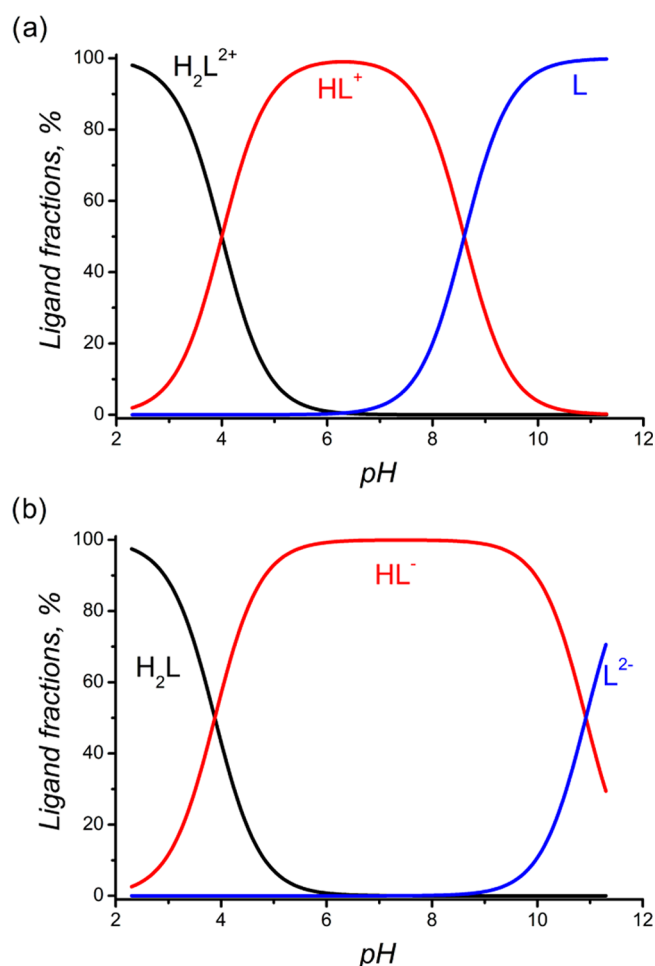 (a)
Ligand fractions, %
100
80
60
40
20
0
H₂L²⁺
HL⁺
L
2 4 6 8 10 12
pH
(b)
Ligand fractions, %
100
80
60
40
20
0
H₂L
HL⁻
L²⁻
2 4 6 8 10 12
pH